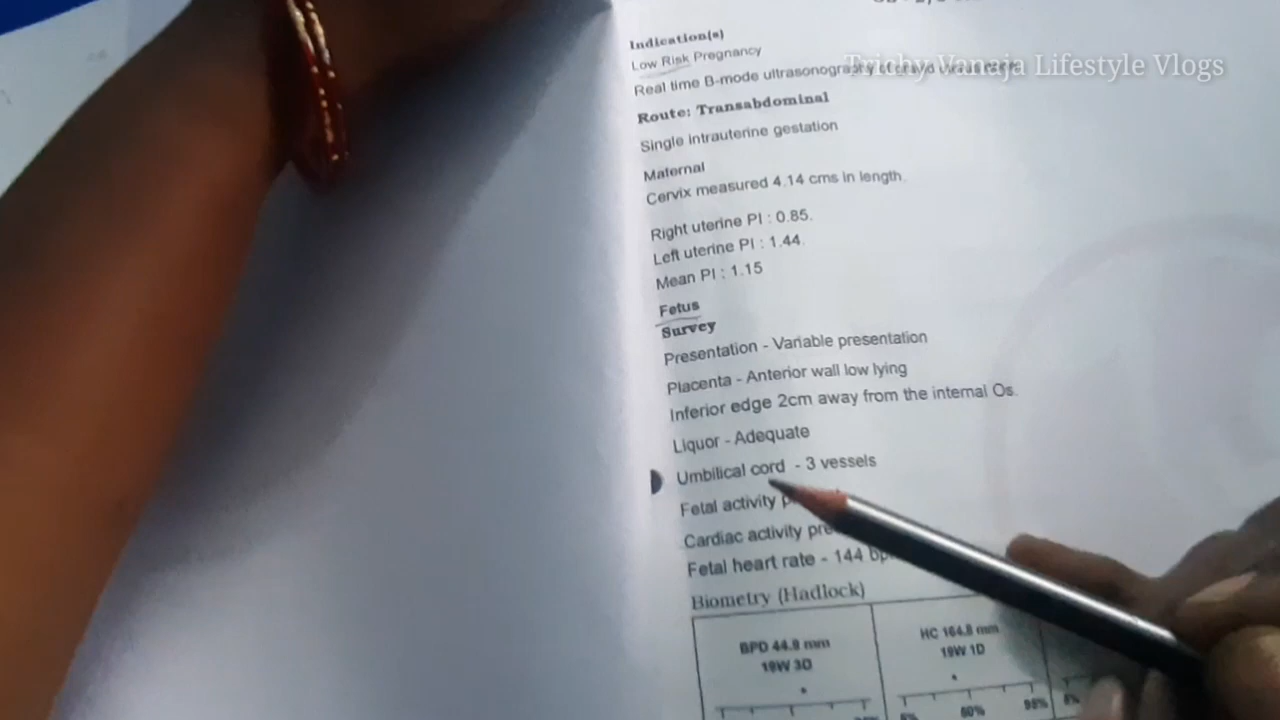 Indication(s)
Low Risk Pregnancy
Trichy Vanaja Lifestyle Vlogs
Real time B-mode ultrasonography
Route: Transabdominal
Single intrauterine gestation
Maternal
Cervix measured 4.14 cms in length.
Right uterine PI : 0.85.
Left uterine PI : 1.44.
Mean PI : 1.15
Fetus
Survey
Presentation - Variable presentation
Placenta - Anterior wall low lying
Inferior edge 2cm away from the internal Os.
Liquor - Adequate
Umbilical cord - 3 vessels
Fetal activity
Cardiac activity
Fetal heart rate - 144
Biometry (Hadlock)
BPD 44.9 mm HC 164.8 mm
19W 3D 19W 1D